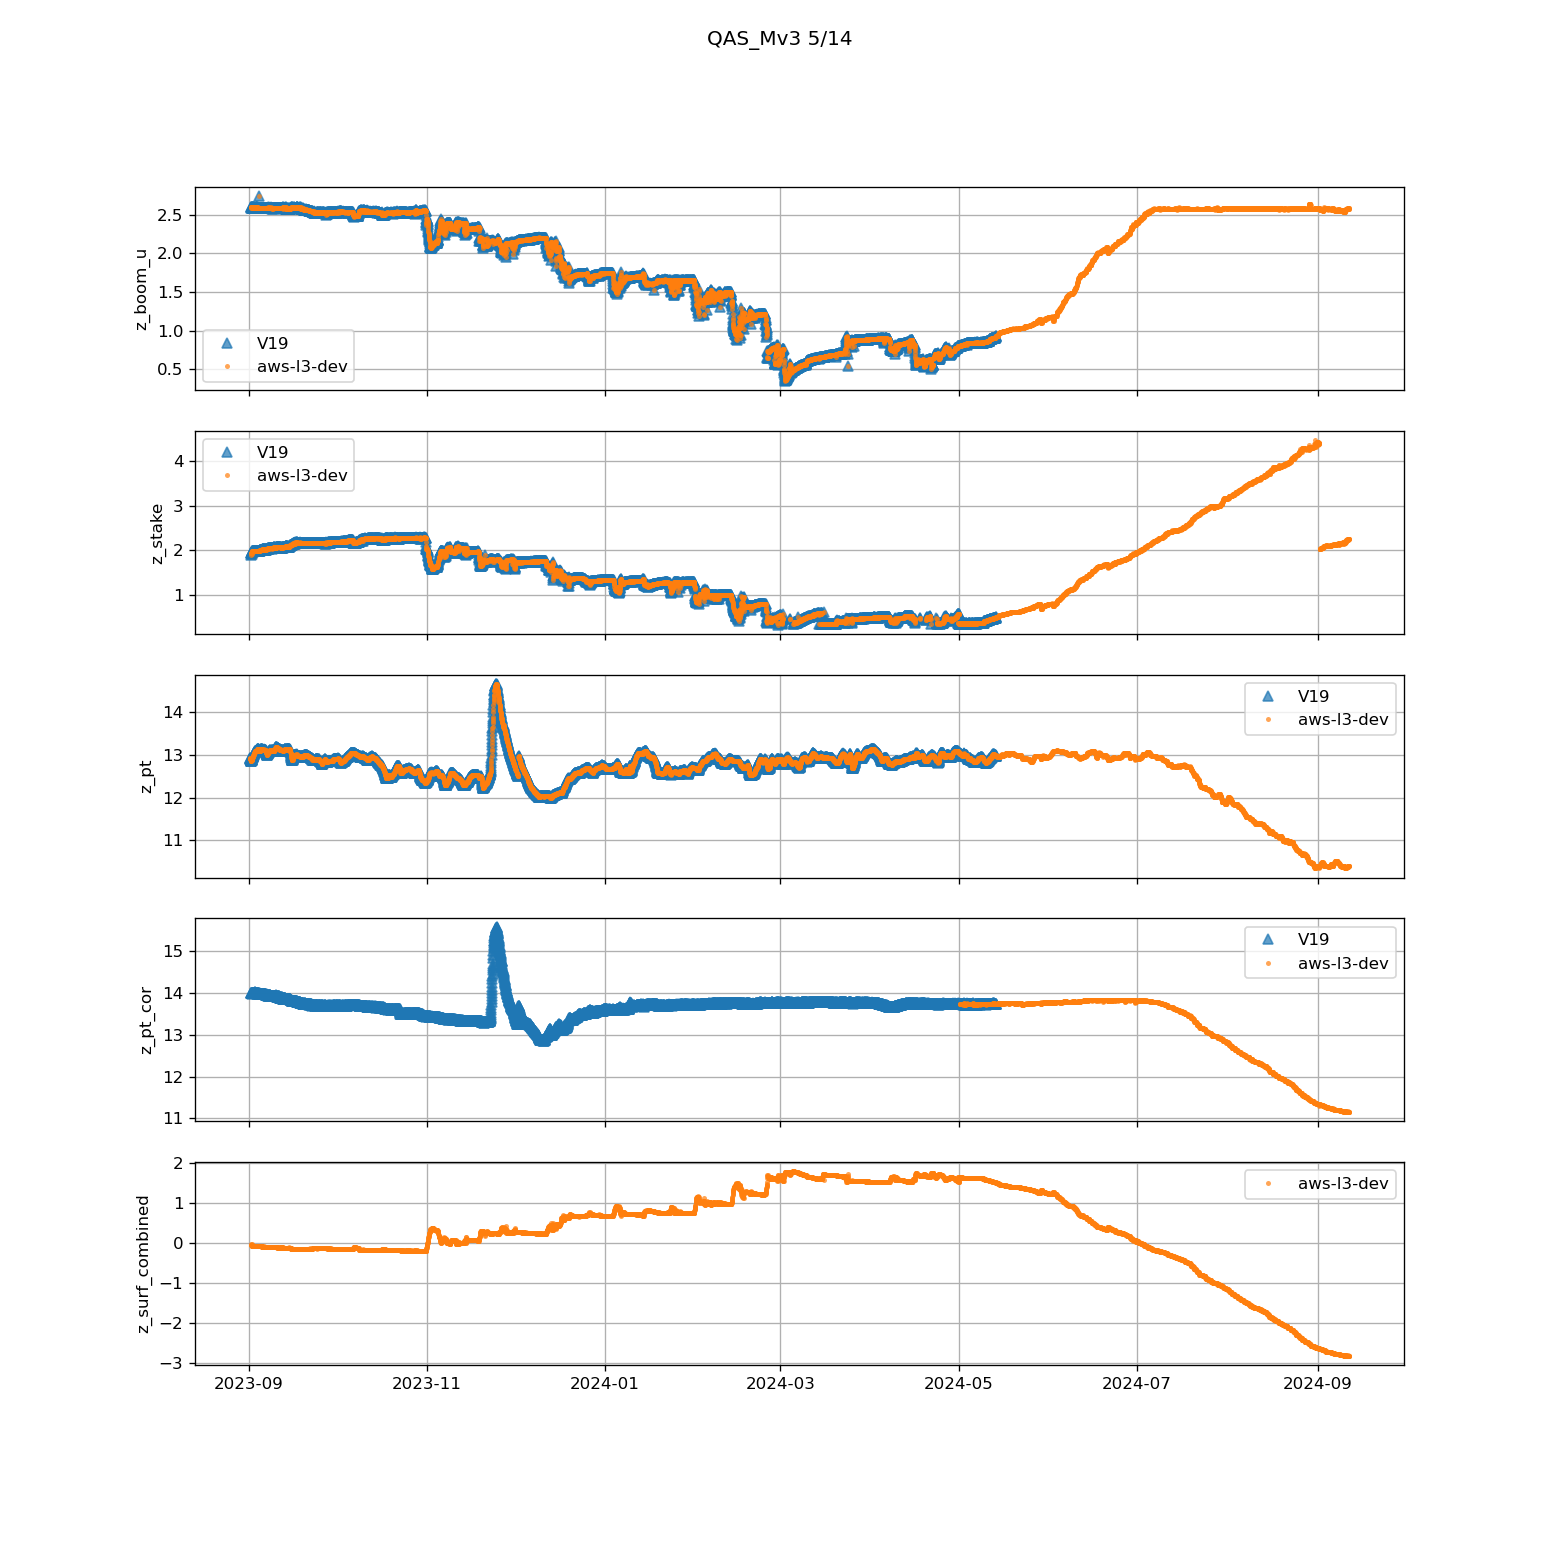 QAS_Mv3 5/14
z_boom_u
2.5
2.0
1.5
1.0
0.5
V19
aws-l3-dev
z_stake
4
3
2
1
V19
aws-l3-dev
z_pt
14
13
12
11
V19
aws-l3-dev
z_pt_cor
15
14
13
12
11
V19
aws-l3-dev
z_surf_combined
2
1
0
−1
−2
−3
aws-l3-dev
2023-09 2023-11 2024-01 2024-03 2024-05 2024-07 2024-09